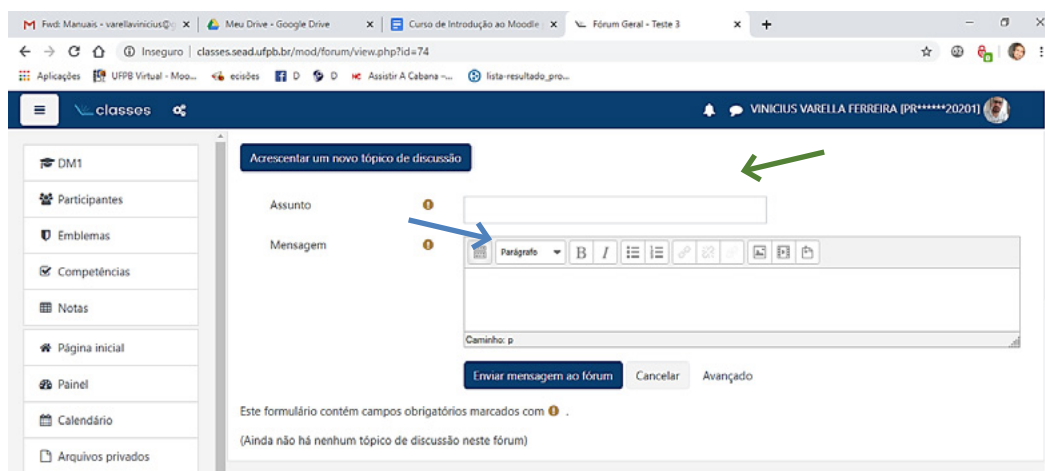 Fwd: Manuais - varellavinicius@g
Meu Drive - Google Drive
Curso de Introdução ao Moodle
Fórum Geral - Teste 3
Inseguro | classes.sead.ufpb.br/mod/forum/view.php?id=74
Aplicações UFPB Virtual - Moo... ecisões D D Assistir A Cabana –... lista-resultado_pro...
classes VINICIUS VARELLA FERREIRA [PR******20201]
DM1
Participantes
Emblemas
Competências
Notas
Página inicial
Painel
Calendário
Arquivos privados
Acrescentar um novo tópico de discussão
Assunto
Mensagem
Parágrafo B I
Caminho: p
Enviar mensagem ao fórum Cancelar Avançado
Este formulário contém campos obrigatórios marcados com .
(Ainda não há nenhum tópico de discussão neste fórum)